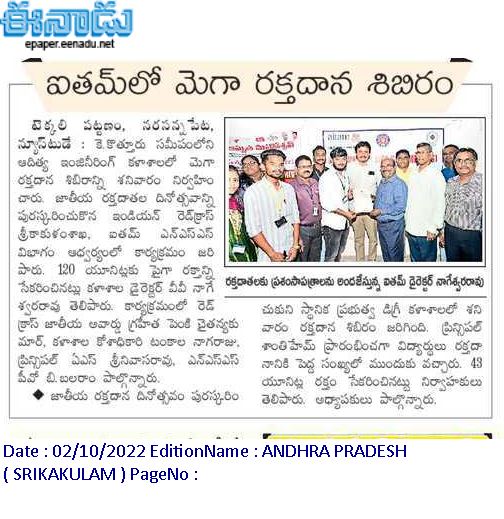 ఈనాడు
epaper.eenadu.net
ఐతమ్‌లో మెగా రక్తదాన శిబిరం
టెక్కలి పట్టణం, నరసన్నపేట,
న్యూస్‌టుడే : కె.కొత్తూరు సమీపంలోని
ఆదిత్య ఇంజినీరింగ్ కళాశాలలో మెగా
రక్తదాన శిబిరాన్ని శనివారం నిర్వహిం
చారు. జాతీయ రక్తదాతల దినోత్సవాన్ని
పురస్కరించుకొని ఇండియన్ రెడ్‌క్రాస్
శ్రీకాకుళంశాఖ, ఐతమ్ ఎన్ఎస్ఎస్
విభాగం ఆధ్వర్యంలో కార్యక్రమం జరి
పారు. 120 యూనిట్లకు పైగా రక్తాన్ని
సేకరించినట్లు కళాశాల డైరెక్టర్ వీవీ నాగే
శ్వరరావు తెలిపారు. కార్యక్రమంలో రెడ్
క్రాస్ జాతీయ అవార్డు గ్రహీత పెంకి చైతన్యకు
మార్, కళాశాల కోశాధికారి టంకాల నాగరాజు,
ప్రిన్సిపల్ ఏఎస్ శ్రీనివాసరావు, ఎన్ఎస్ఎస్
పీవో బి.బలరాం పాల్గొన్నారు.
◆ జాతీయ రక్తదాన దినోత్సవం పురస్కరిం
రక్తదాతలకు ప్రశంసాపత్రాలను అందజేస్తున్న ఐతమ్ డైరెక్టర్ నాగేశ్వరరావు
చుకుని స్థానిక ప్రభుత్వ డిగ్రీ కళాశాలలో శని
వారం రక్తదాన శిబిరం జరిగింది. ప్రిన్సిపల్
శాంతిహేమ్ ప్రారంభించగా విద్యార్థులు రక్తదా
నానికి పెద్ద సంఖ్యలో ముందుకు వచ్చారు. 43
యూనిట్ల రక్తం సేకరించినట్టు నిర్వాహకులు
తెలిపారు. అధ్యాపకులు పాల్గొన్నారు.
Date : 02/10/2022 EditionName : ANDHRA PRADESH
( SRIKAKULAM ) PageNo :